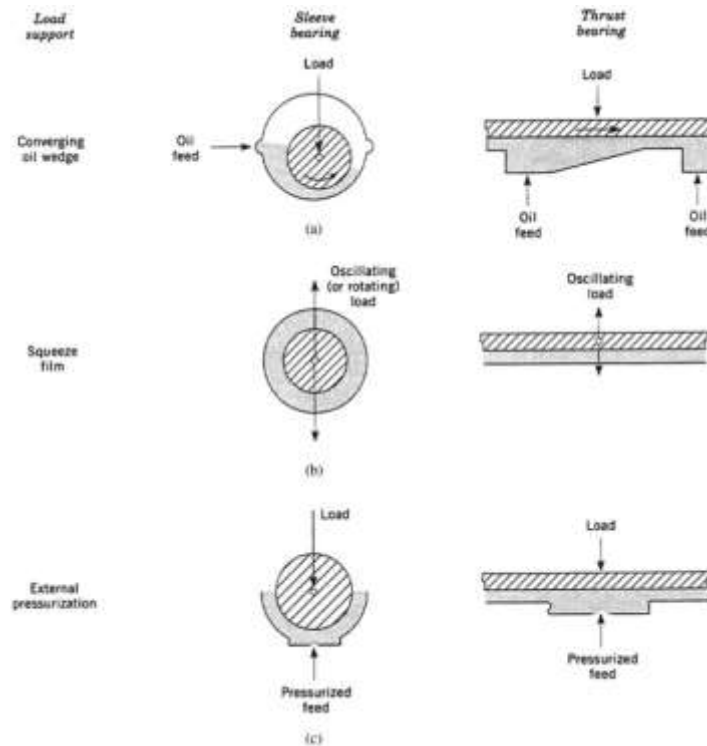 Load
support
Sleeve
bearing
Thrust
bearing
Converging
oil wedge
Load
Oil
feed
(a)
Load
Oil
feed
Oil
feed
Squeeze
film
Oscillating
(or rotating)
load
(b)
Oscillating
load
External
pressurization
Load
Pressurized
feed
(c)
Load
Pressurized
feed